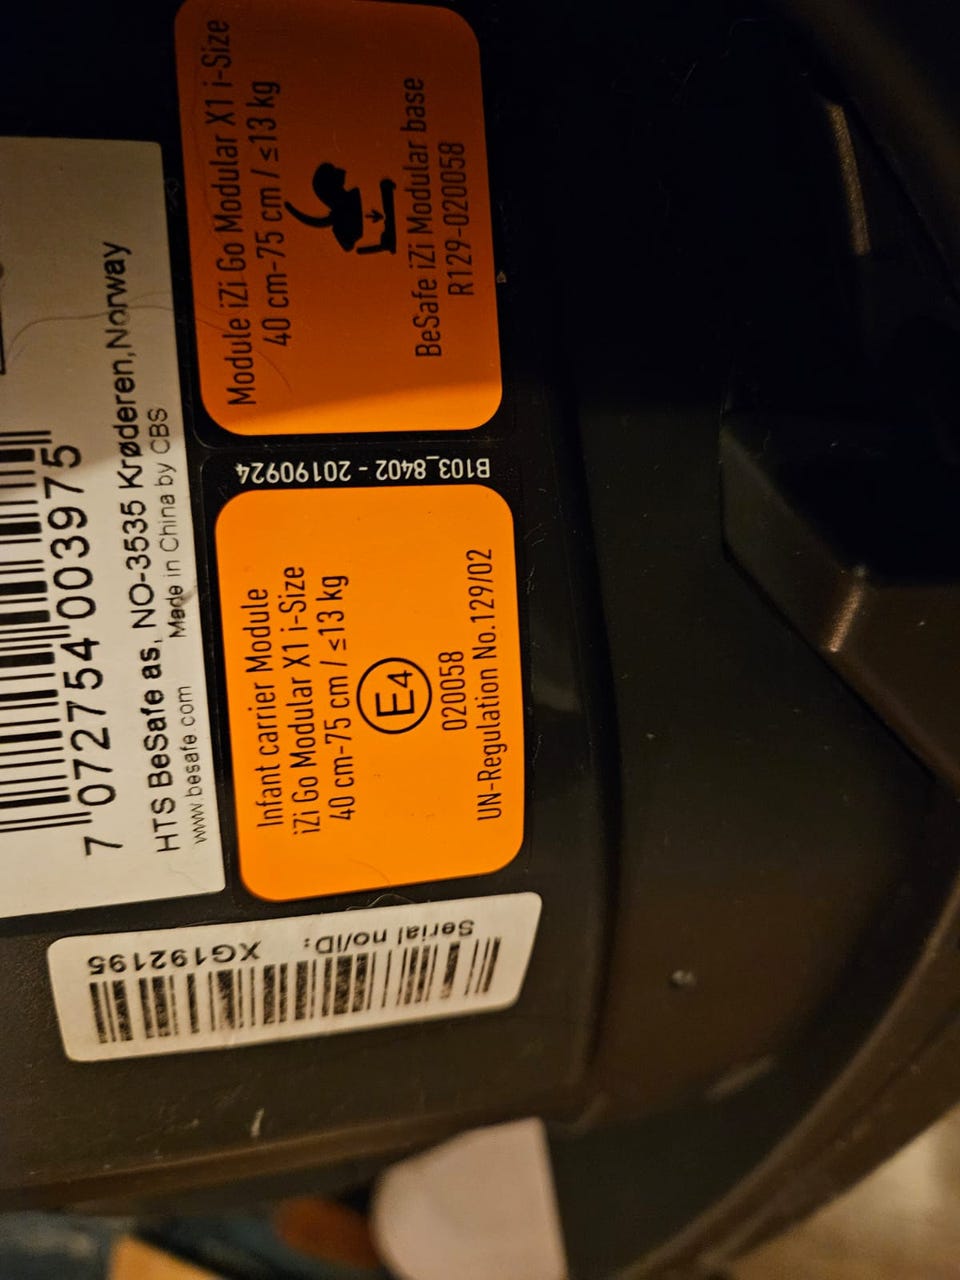 7 072754 003975
HTS BeSafe as, NO-3535 Krøderen,Norway
www.besafe.com
Made in China by CBS
Module iZi Go Modular X1 i-Size
40 cm-75 cm / ≤13 kg
BeSafe iZi Modular base
R129-020058
B103_8402 - 20190924
Infant carrier Module
iZi Go Modular X1 i-Size
40 cm-75 cm / ≤13 kg
E4
020058
UN-Regulation No.129/02
Serial no/ID:
XG192195